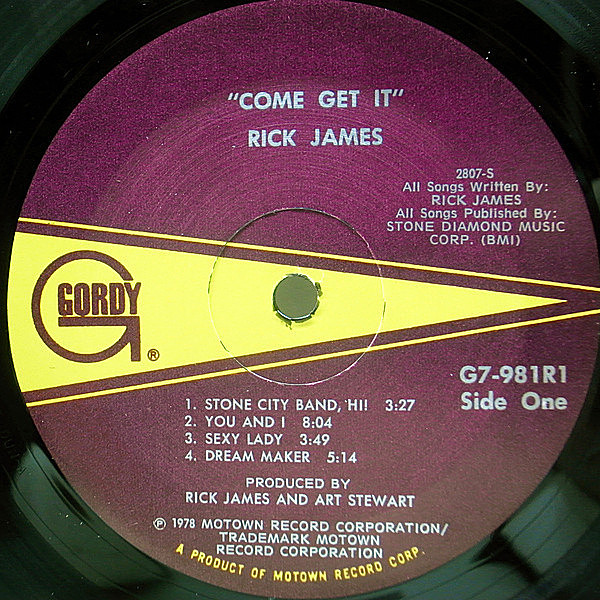 "COME GET IT"
RICK JAMES
2807-S
All Songs Written By:
RICK JAMES
All Songs Published By:
STONE DIAMOND MUSIC
CORP. (BMI)
GORDY
®
G7-981R1
Side One
1. STONE CITY BAND, HI! 3:27
2. YOU AND I 8:04
3. SEXY LADY 3:49
4. DREAM MAKER 5:14
PRODUCED BY
RICK JAMES AND ART STEWART
℗ 1978 MOTOWN RECORD CORPORATION/
TRADEMARK MOTOWN
RECORD CORPORATION
A PRODUCT OF MOTOWN RECORD CORP.